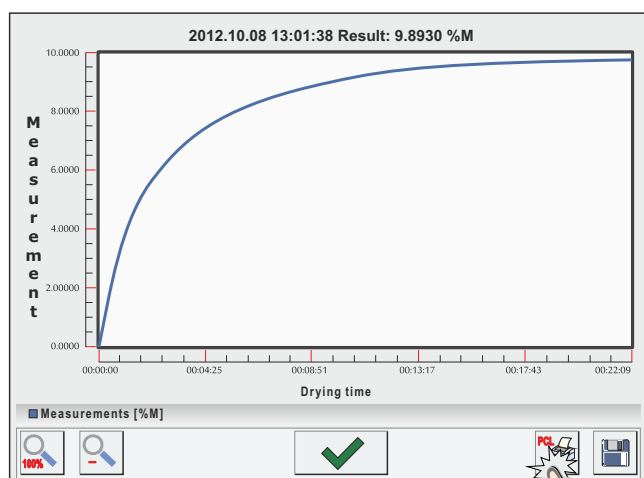 2012.10.08 13:01:38 Result: 9.8930 %M
10.0000
8.0000
6.0000
4.0000
2.0000
0.0000
Measurement
00:00:00 00:04:25 00:08:51 00:13:17 00:17:43 00:22:09
Drying time
Measurements [%M]
100%
PCL